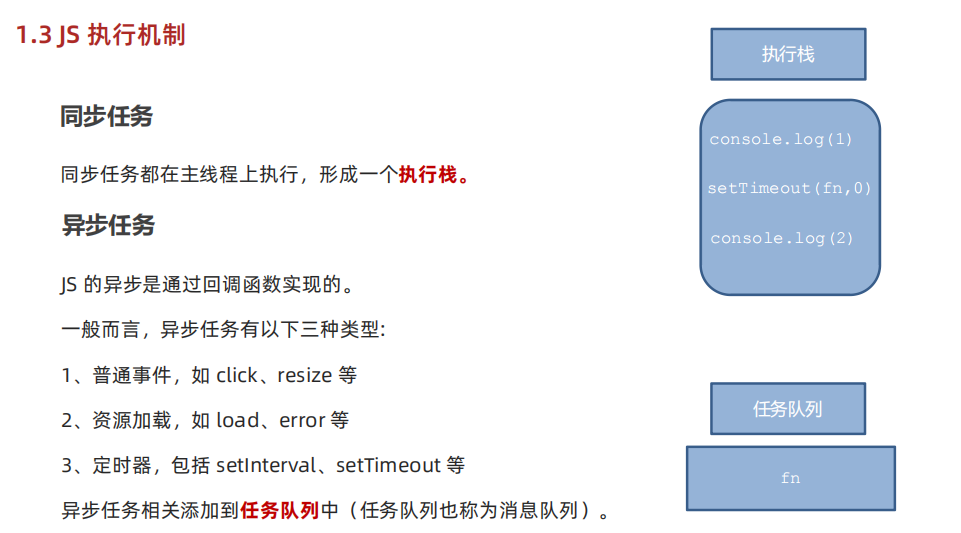 1.3 JS 执行机制
同步任务
同步任务都在主线程上执行，形成一个执行栈。
异步任务
JS 的异步是通过回调函数实现的。
一般而言，异步任务有以下三种类型:
1、普通事件，如 click、resize 等
2、资源加载，如 load、error 等
3、定时器，包括 setInterval、setTimeout 等
异步任务相关添加到任务队列中（任务队列也称为消息队列）。
执行栈
console.log(1)
setTimeout(fn,0)
console.log(2)
任务队列
fn